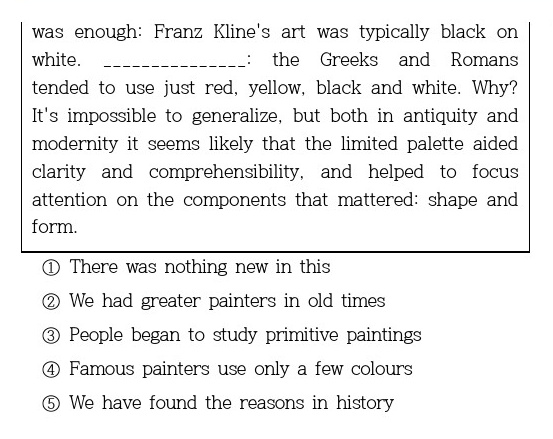 was enough: Franz Kline's art was typically black on
white. _______________: the Greeks and Romans
tended to use just red, yellow, black and white. Why?
It's impossible to generalize, but both in antiquity and
modernity it seems likely that the limited palette aided
clarity and comprehensibility, and helped to focus
attention on the components that mattered: shape and
form.
① There was nothing new in this
② We had greater painters in old times
③ People began to study primitive paintings
④ Famous painters use only a few colours
⑤ We have found the reasons in history